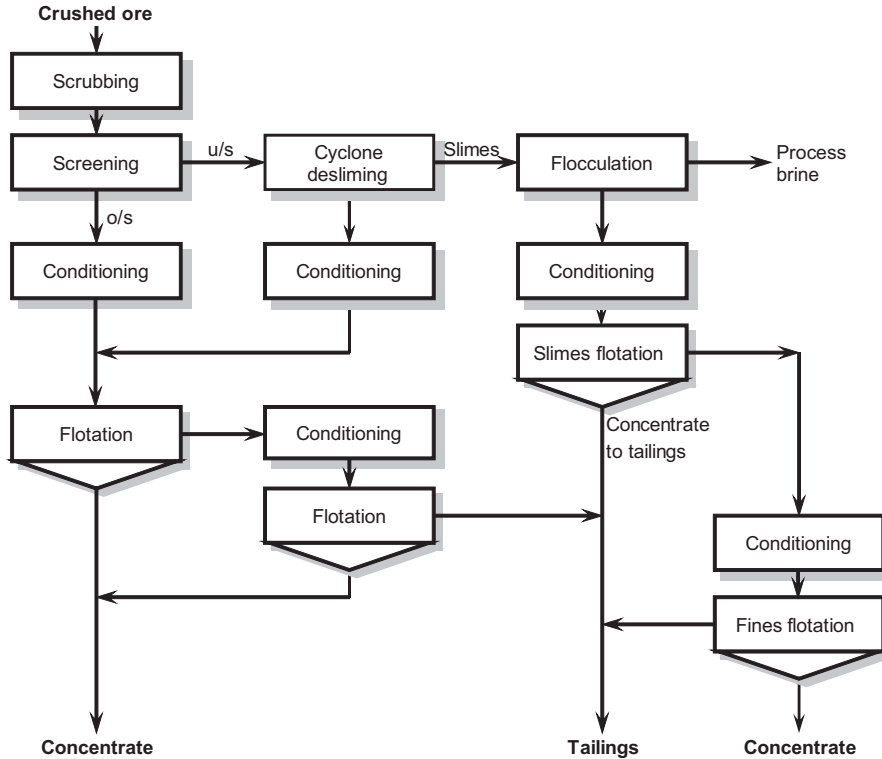 Crushed ore
Scrubbing
Screening
u/s
Cyclone
desliming
Slimes
Flocculation
Process
brine
o/s
Conditioning
Conditioning
Conditioning
Slimes flotation
Flotation
Conditioning
Concentrate
to tailings
Flotation
Conditioning
Fines flotation
Concentrate
Tailings
Concentrate